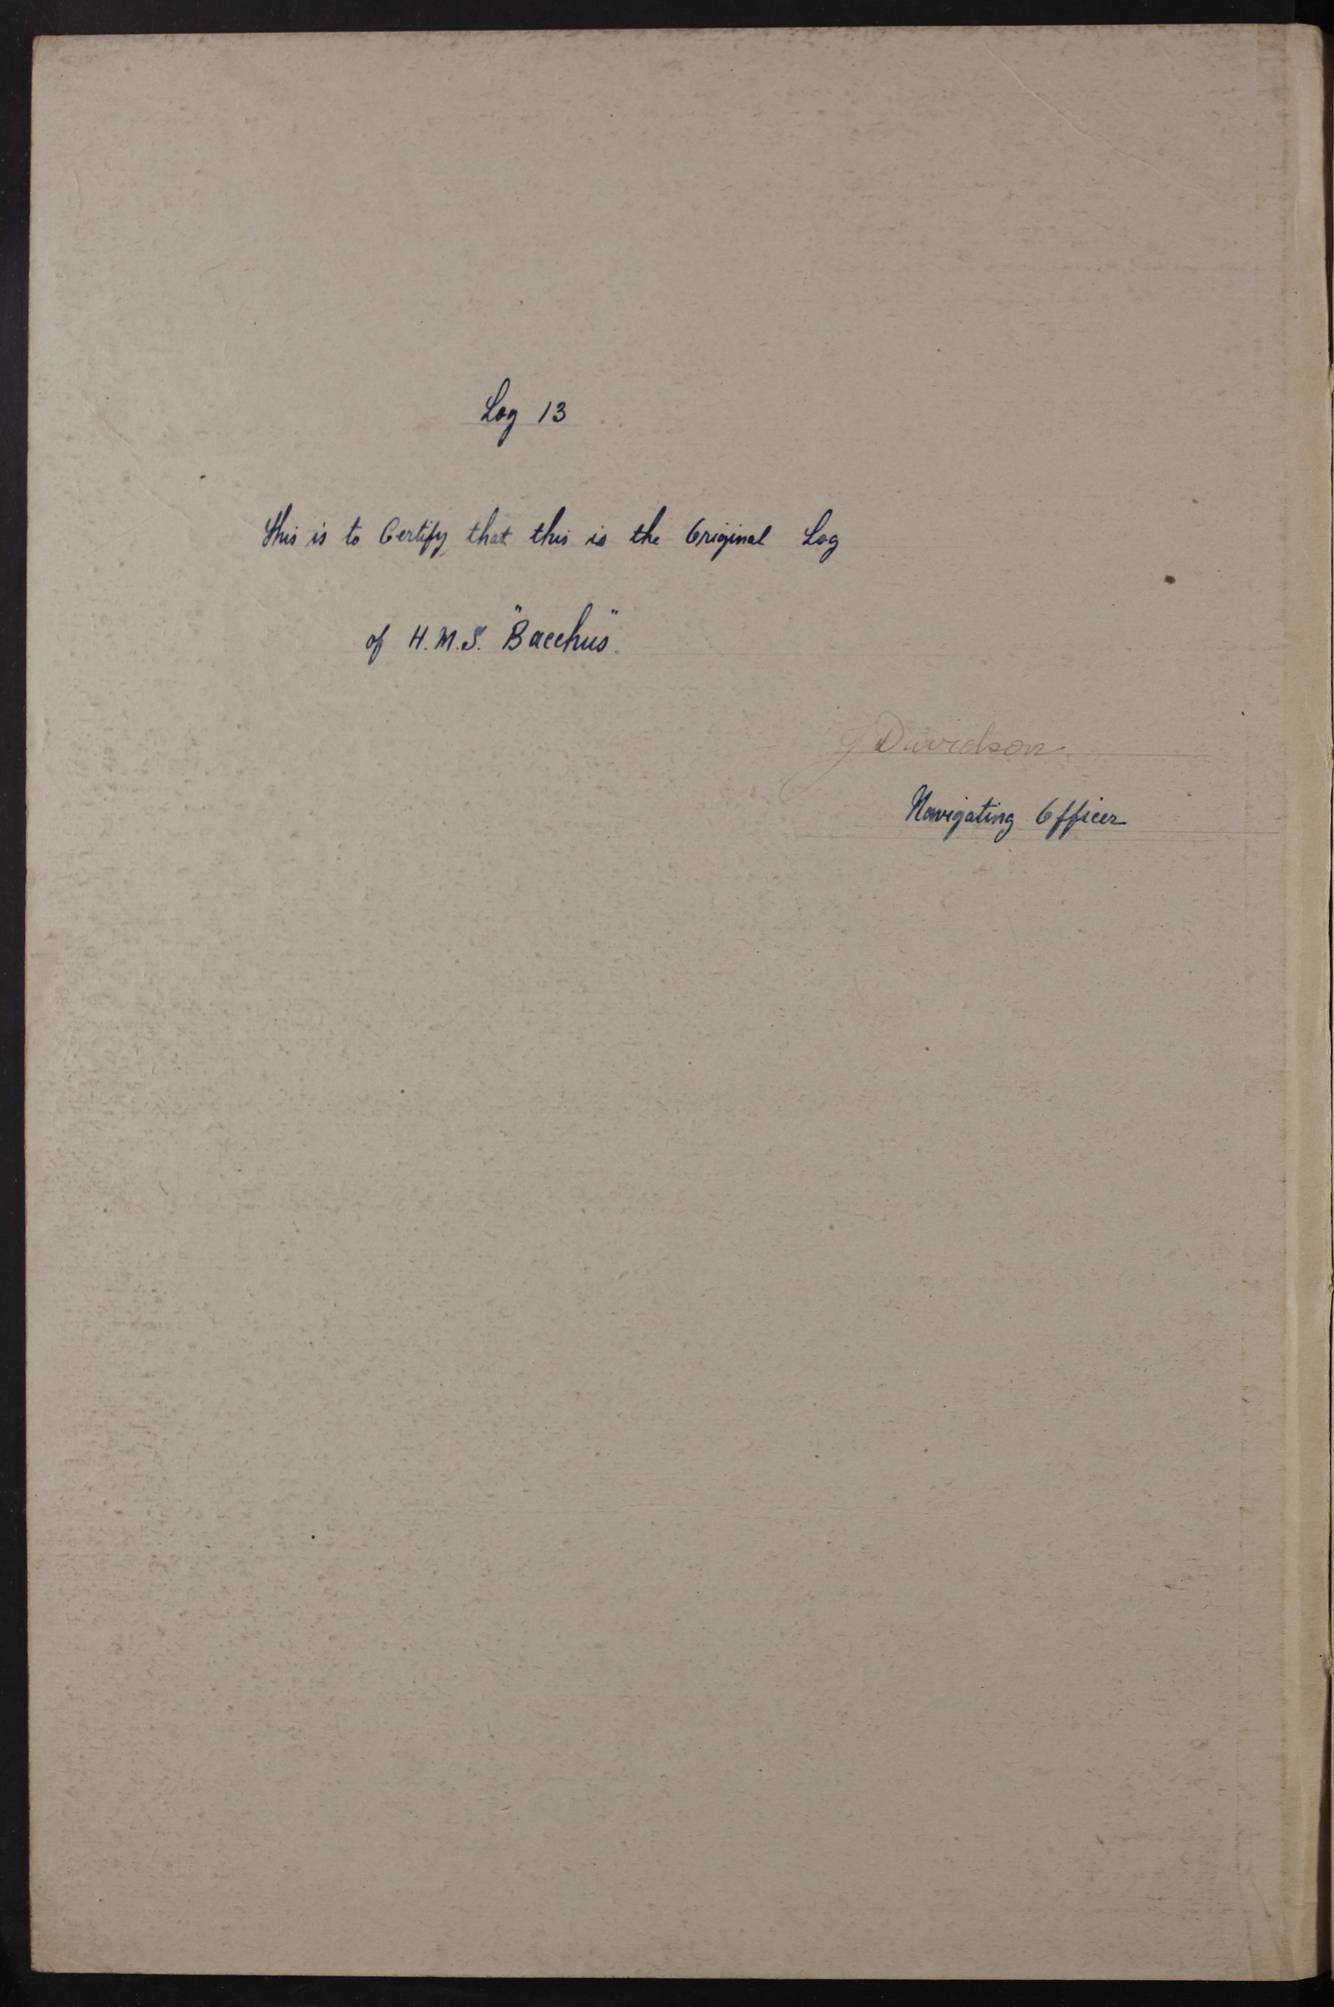 Log 13
This is to Certify that this is the Original Log
of H.M.S. "Bacchus".
J Davidson
Navigating Officer